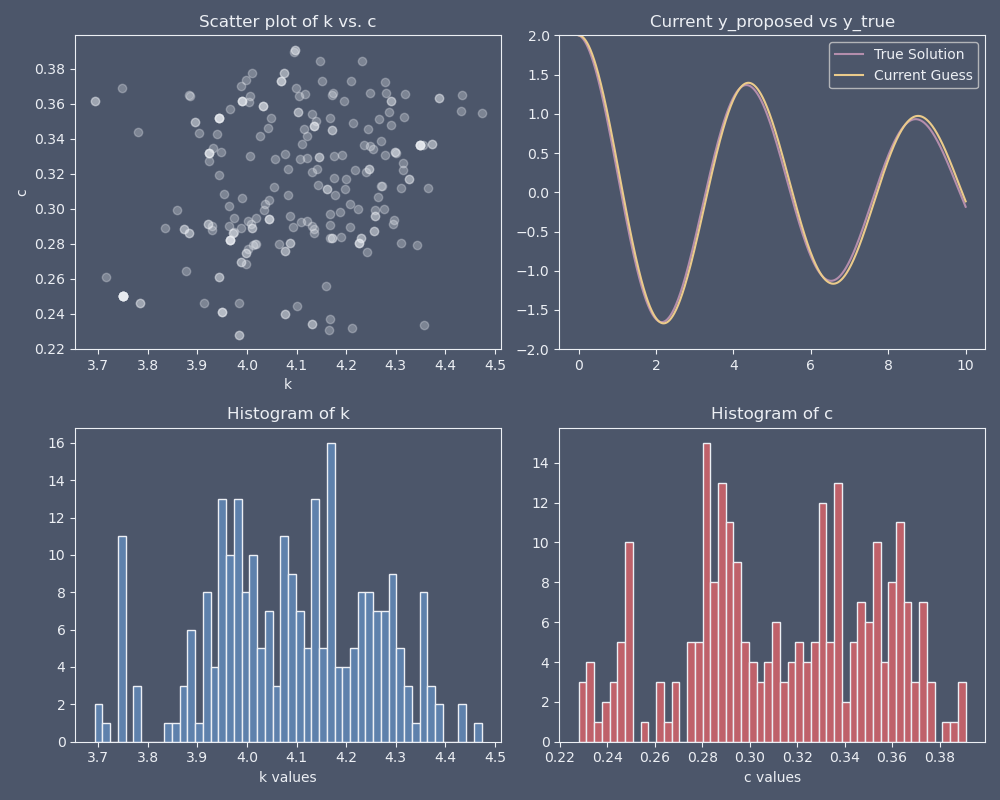 Scatter plot of k vs. c
c
0.38
0.36
0.34
0.32
0.30
0.28
0.26
0.24
0.22
3.7 3.8 3.9 4.0 4.1 4.2 4.3 4.4 4.5
k
Current y_proposed vs y_true
True Solution
Current Guess
2.0
1.5
1.0
0.5
0.0
−0.5
−1.0
−1.5
−2.0
0 2 4 6 8 10
Histogram of k
16
14
12
10
8
6
4
2
0
3.7 3.8 3.9 4.0 4.1 4.2 4.3 4.4 4.5
k values
Histogram of c
14
12
10
8
6
4
2
0
0.22 0.24 0.26 0.28 0.30 0.32 0.34 0.36 0.38
c values